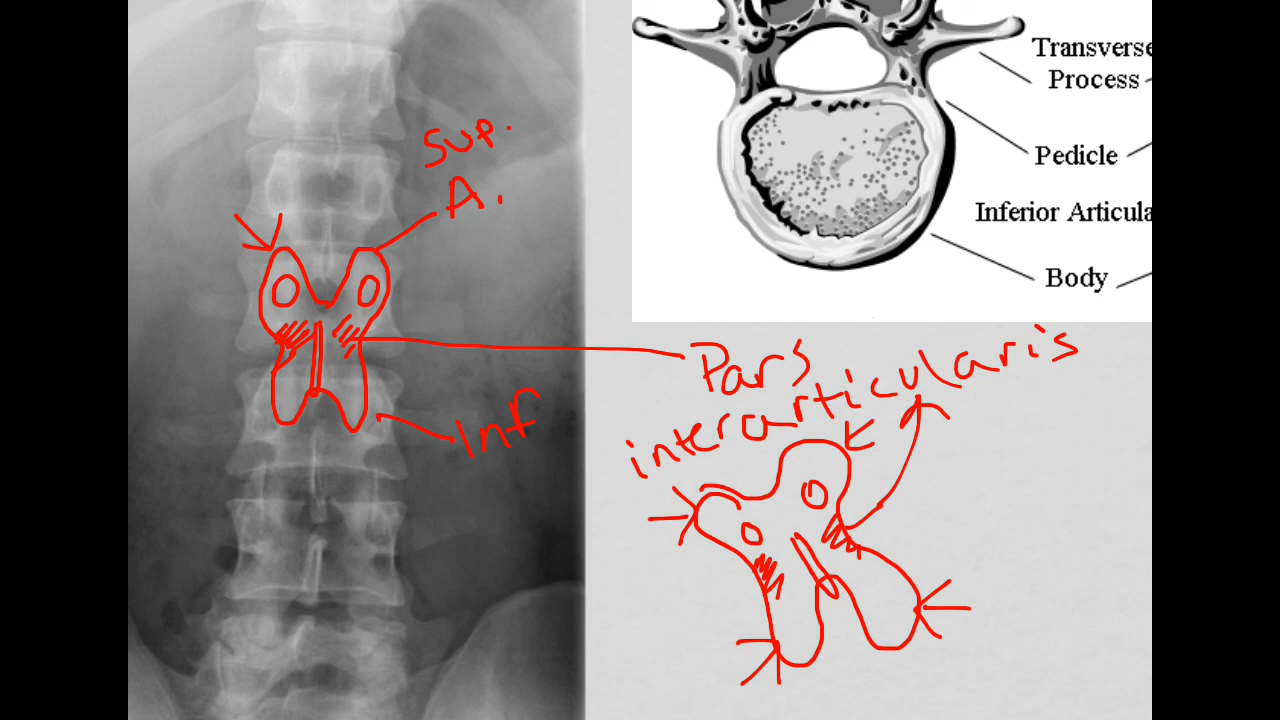 Transverse
Process
Pedicle
Inferior Articula
Body
Sup.
A.
Pars
interarticularis
Inf